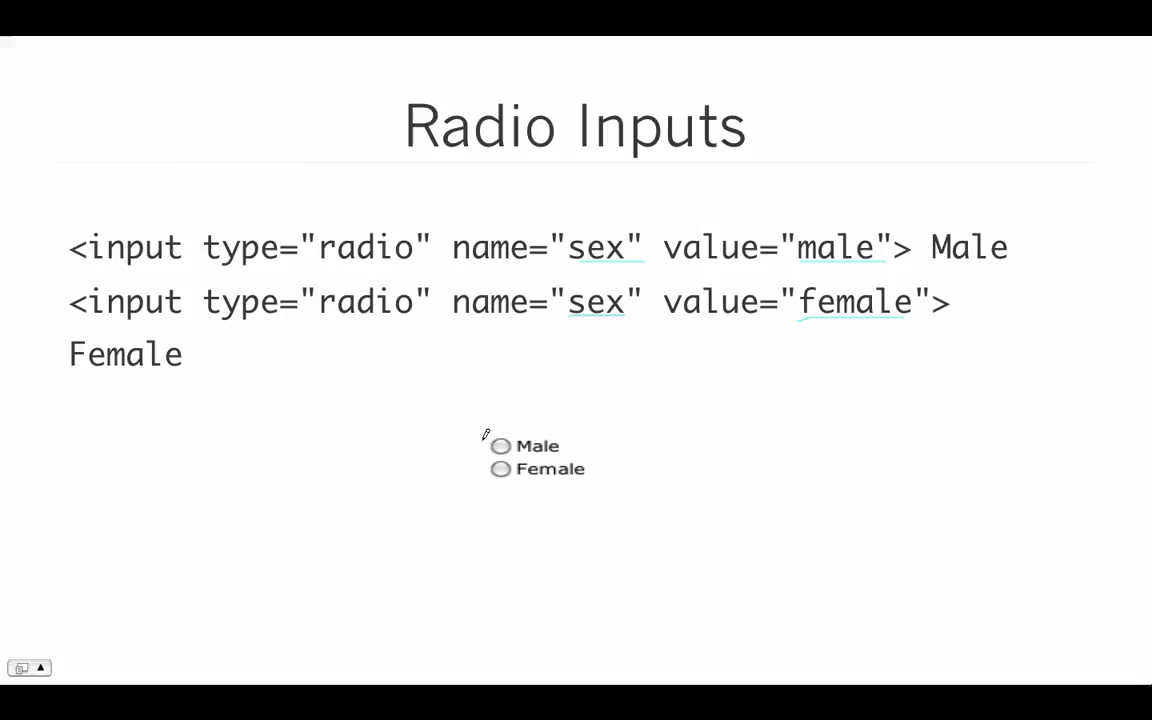 Radio Inputs
<input type="radio" name="sex" value="male"> Male
<input type="radio" name="sex" value="female">
Female
Male
Female